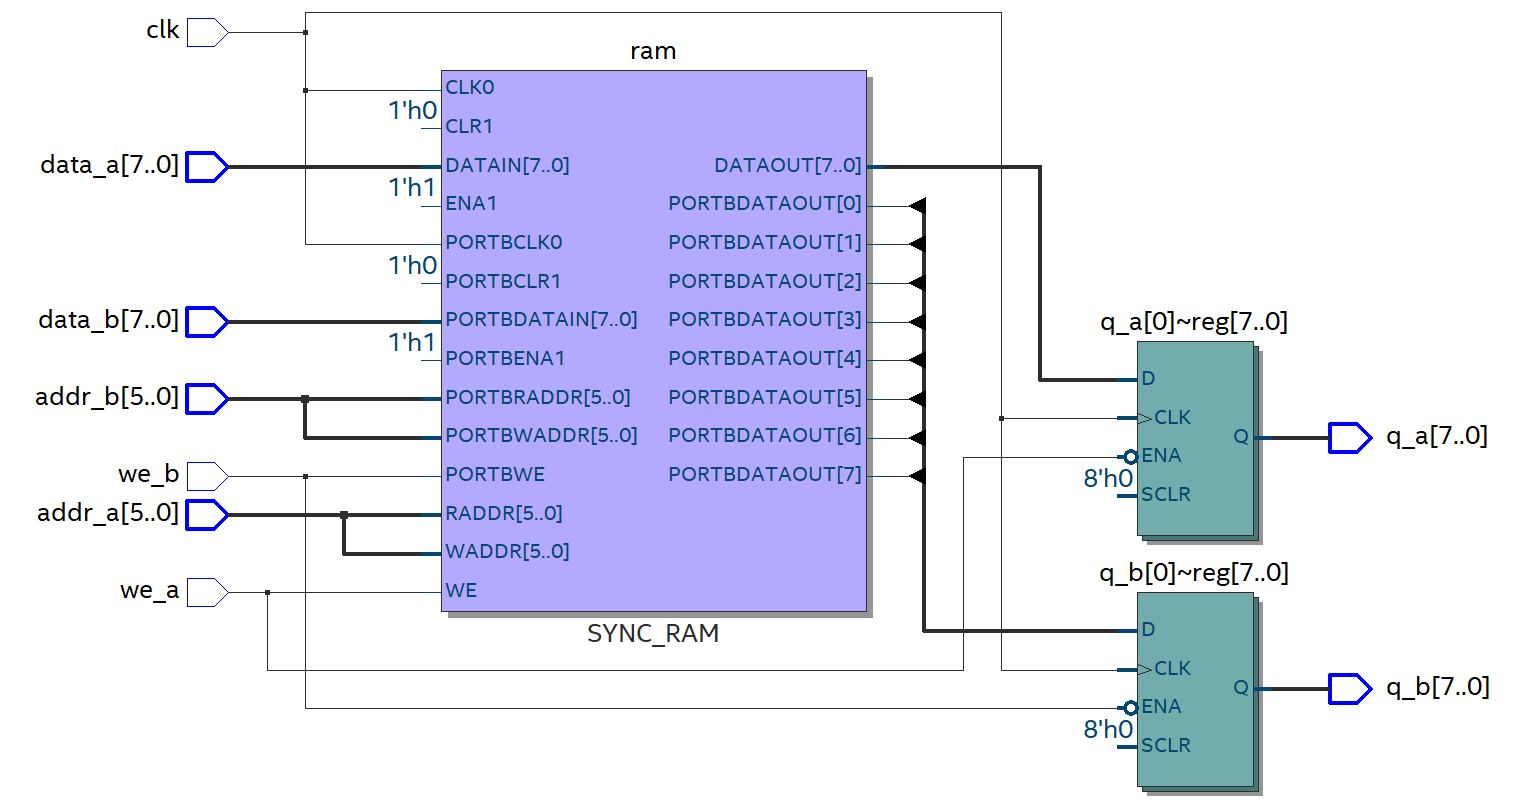 clk
data_a[7..0]
data_b[7..0]
addr_b[5..0]
we_b
addr_a[5..0]
we_a
ram
CLK0
1'h0
CLR1
DATAIN[7..0]
1'h1
ENA1
PORTBCLK0
1'h0
PORTBCLR1
PORTBDATAIN[7..0]
1'h1
PORTBENA1
PORTBRADDR[5..0]
PORTBWADDR[5..0]
PORTBWE
RADDR[5..0]
WADDR[5..0]
WE
DATAOUT[7..0]
PORTBDATAOUT[0]
PORTBDATAOUT[1]
PORTBDATAOUT[2]
PORTBDATAOUT[3]
PORTBDATAOUT[4]
PORTBDATAOUT[5]
PORTBDATAOUT[6]
PORTBDATAOUT[7]
SYNC_RAM
q_a[0]~reg[7..0]
D
CLK
ENA
8'h0
SCLR
Q
q_a[7..0]
q_b[0]~reg[7..0]
D
CLK
ENA
8'h0
SCLR
Q
q_b[7..0]